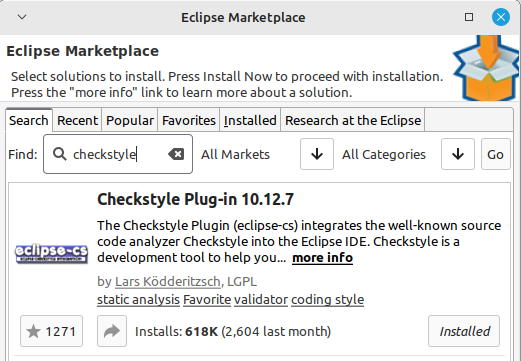 Eclipse Marketplace
Eclipse Marketplace
Select solutions to install. Press Install Now to proceed with installation.
Press the "more info" link to learn more about a solution.
Search Recent Popular Favorites Installed Research at the Eclipse
Find: checkstyle All Markets All Categories Go
Checkstyle Plug-in 10.12.7
The Checkstyle Plugin (eclipse-cs) integrates the well-known source
code analyzer Checkstyle into the Eclipse IDE. Checkstyle is a
development tool to help you... more info
eclipse-cs
by Lars Ködderitzsch, LGPL
static analysis Favorite validator coding style
1271 Installs: 618K (2,604 last month) Installed